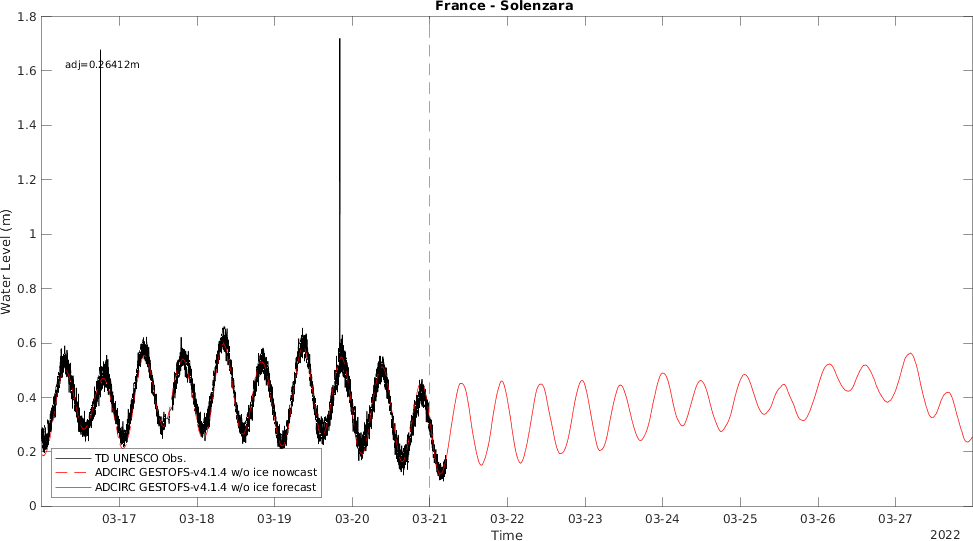 France - Solenzara
1.8
1.6
1.4
1.2
1
0.8
0.6
0.4
0.2
0
Water Level (m)
adj=0.26412m
TD UNESCO Obs.
ADCIRC GESTOFS-v4.1.4 w/o ice nowcast
ADCIRC GESTOFS-v4.1.4 w/o ice forecast
03-17 03-18 03-19 03-20 03-21 03-22 03-23 03-24 03-25 03-26 03-27
Time
2022